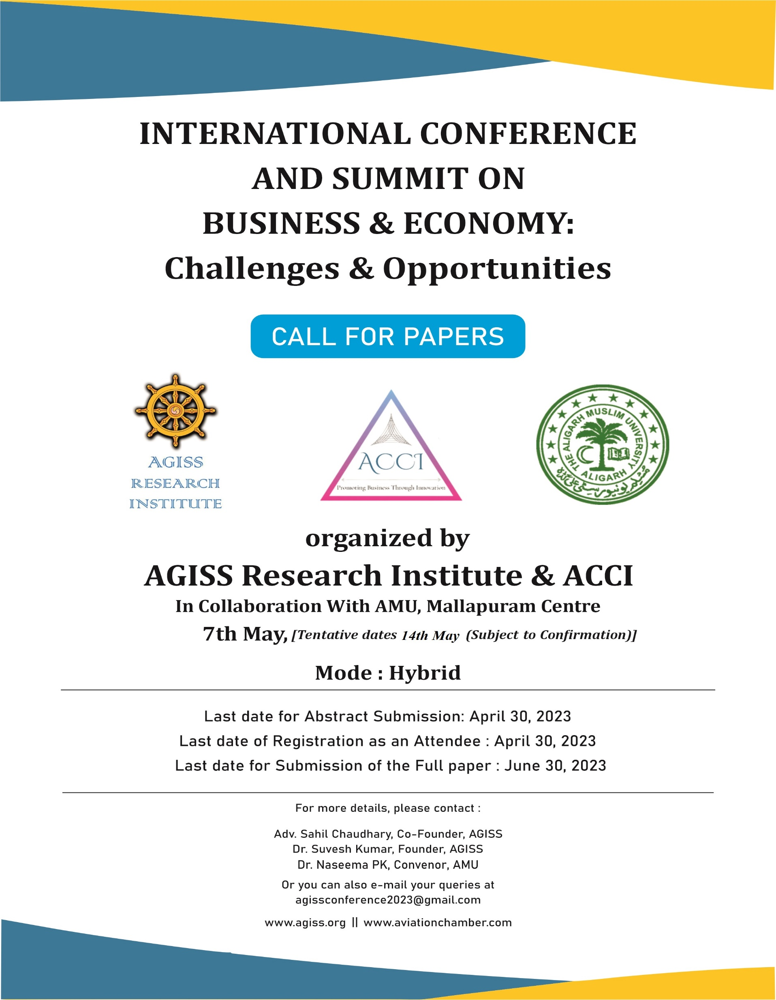 INTERNATIONAL CONFERENCE
AND SUMMIT ON
BUSINESS & ECONOMY:
Challenges & Opportunities
CALL FOR PAPERS
AGISS
RESEARCH
INSTITUTE
ACCI
Promoting Business Through Innovation
THE ALIGARH MUSLIM UNIVERSITY
ALIGARH
مسلم یونیورسٹی علی گڑھ
organized by
AGISS Research Institute & ACCI
In Collaboration With AMU, Mallapuram Centre
7th May, [Tentative dates 14th May (Subject to Confirmation)]
Mode : Hybrid
Last date for Abstract Submission: April 30, 2023
Last date of Registration as an Attendee : April 30, 2023
Last date for Submission of the Full paper : June 30, 2023
For more details, please contact :
Adv. Sahil Chaudhary, Co-Founder, AGISS
Dr. Suvesh Kumar, Founder, AGISS
Dr. Naseema PK, Convenor, AMU
Or you can also e-mail your queries at
agissconference2023@gmail.com
www.agiss.org || www.aviationchamber.com